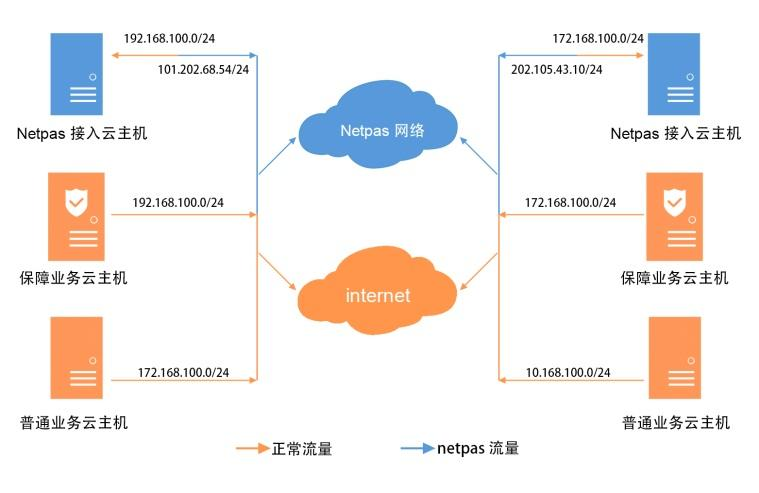 192.168.100.0/24
172.168.100.0/24
101.202.68.54/24
202.105.43.10/24
Netpas 接入云主机
Netpas 网络
Netpas 接入云主机
192.168.100.0/24
172.168.100.0/24
保障业务云主机
保障业务云主机
internet
172.168.100.0/24
10.168.100.0/24
普通业务云主机
普通业务云主机
正常流量
netpas 流量